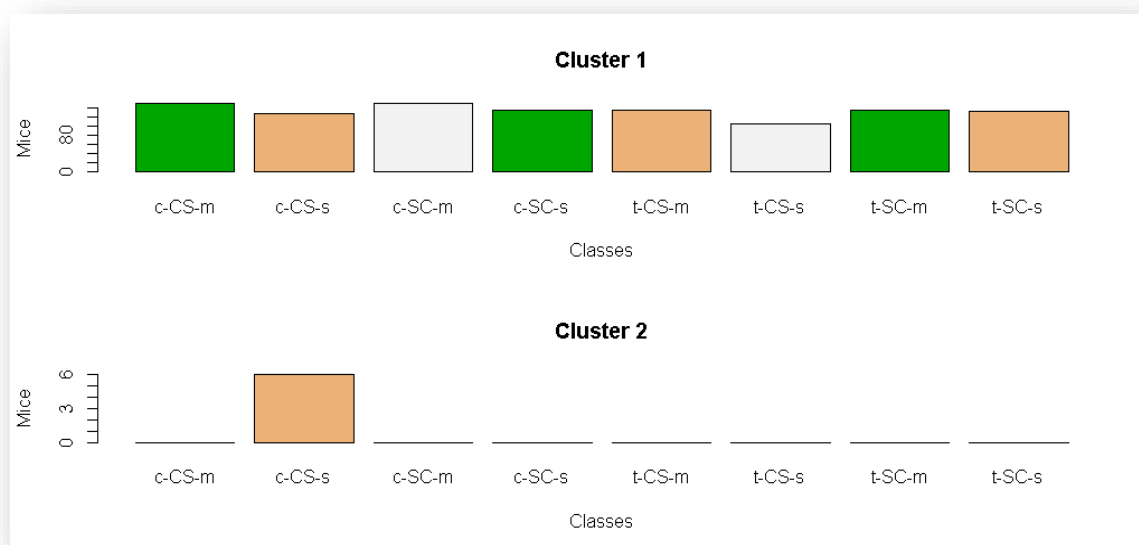 Cluster 1
Mice
80
0
c-CS-m c-CS-s c-SC-m c-SC-s t-CS-m t-CS-s t-SC-m t-SC-s
Classes
Cluster 2
Mice
6
3
0
c-CS-m c-CS-s c-SC-m c-SC-s t-CS-m t-CS-s t-SC-m t-SC-s
Classes